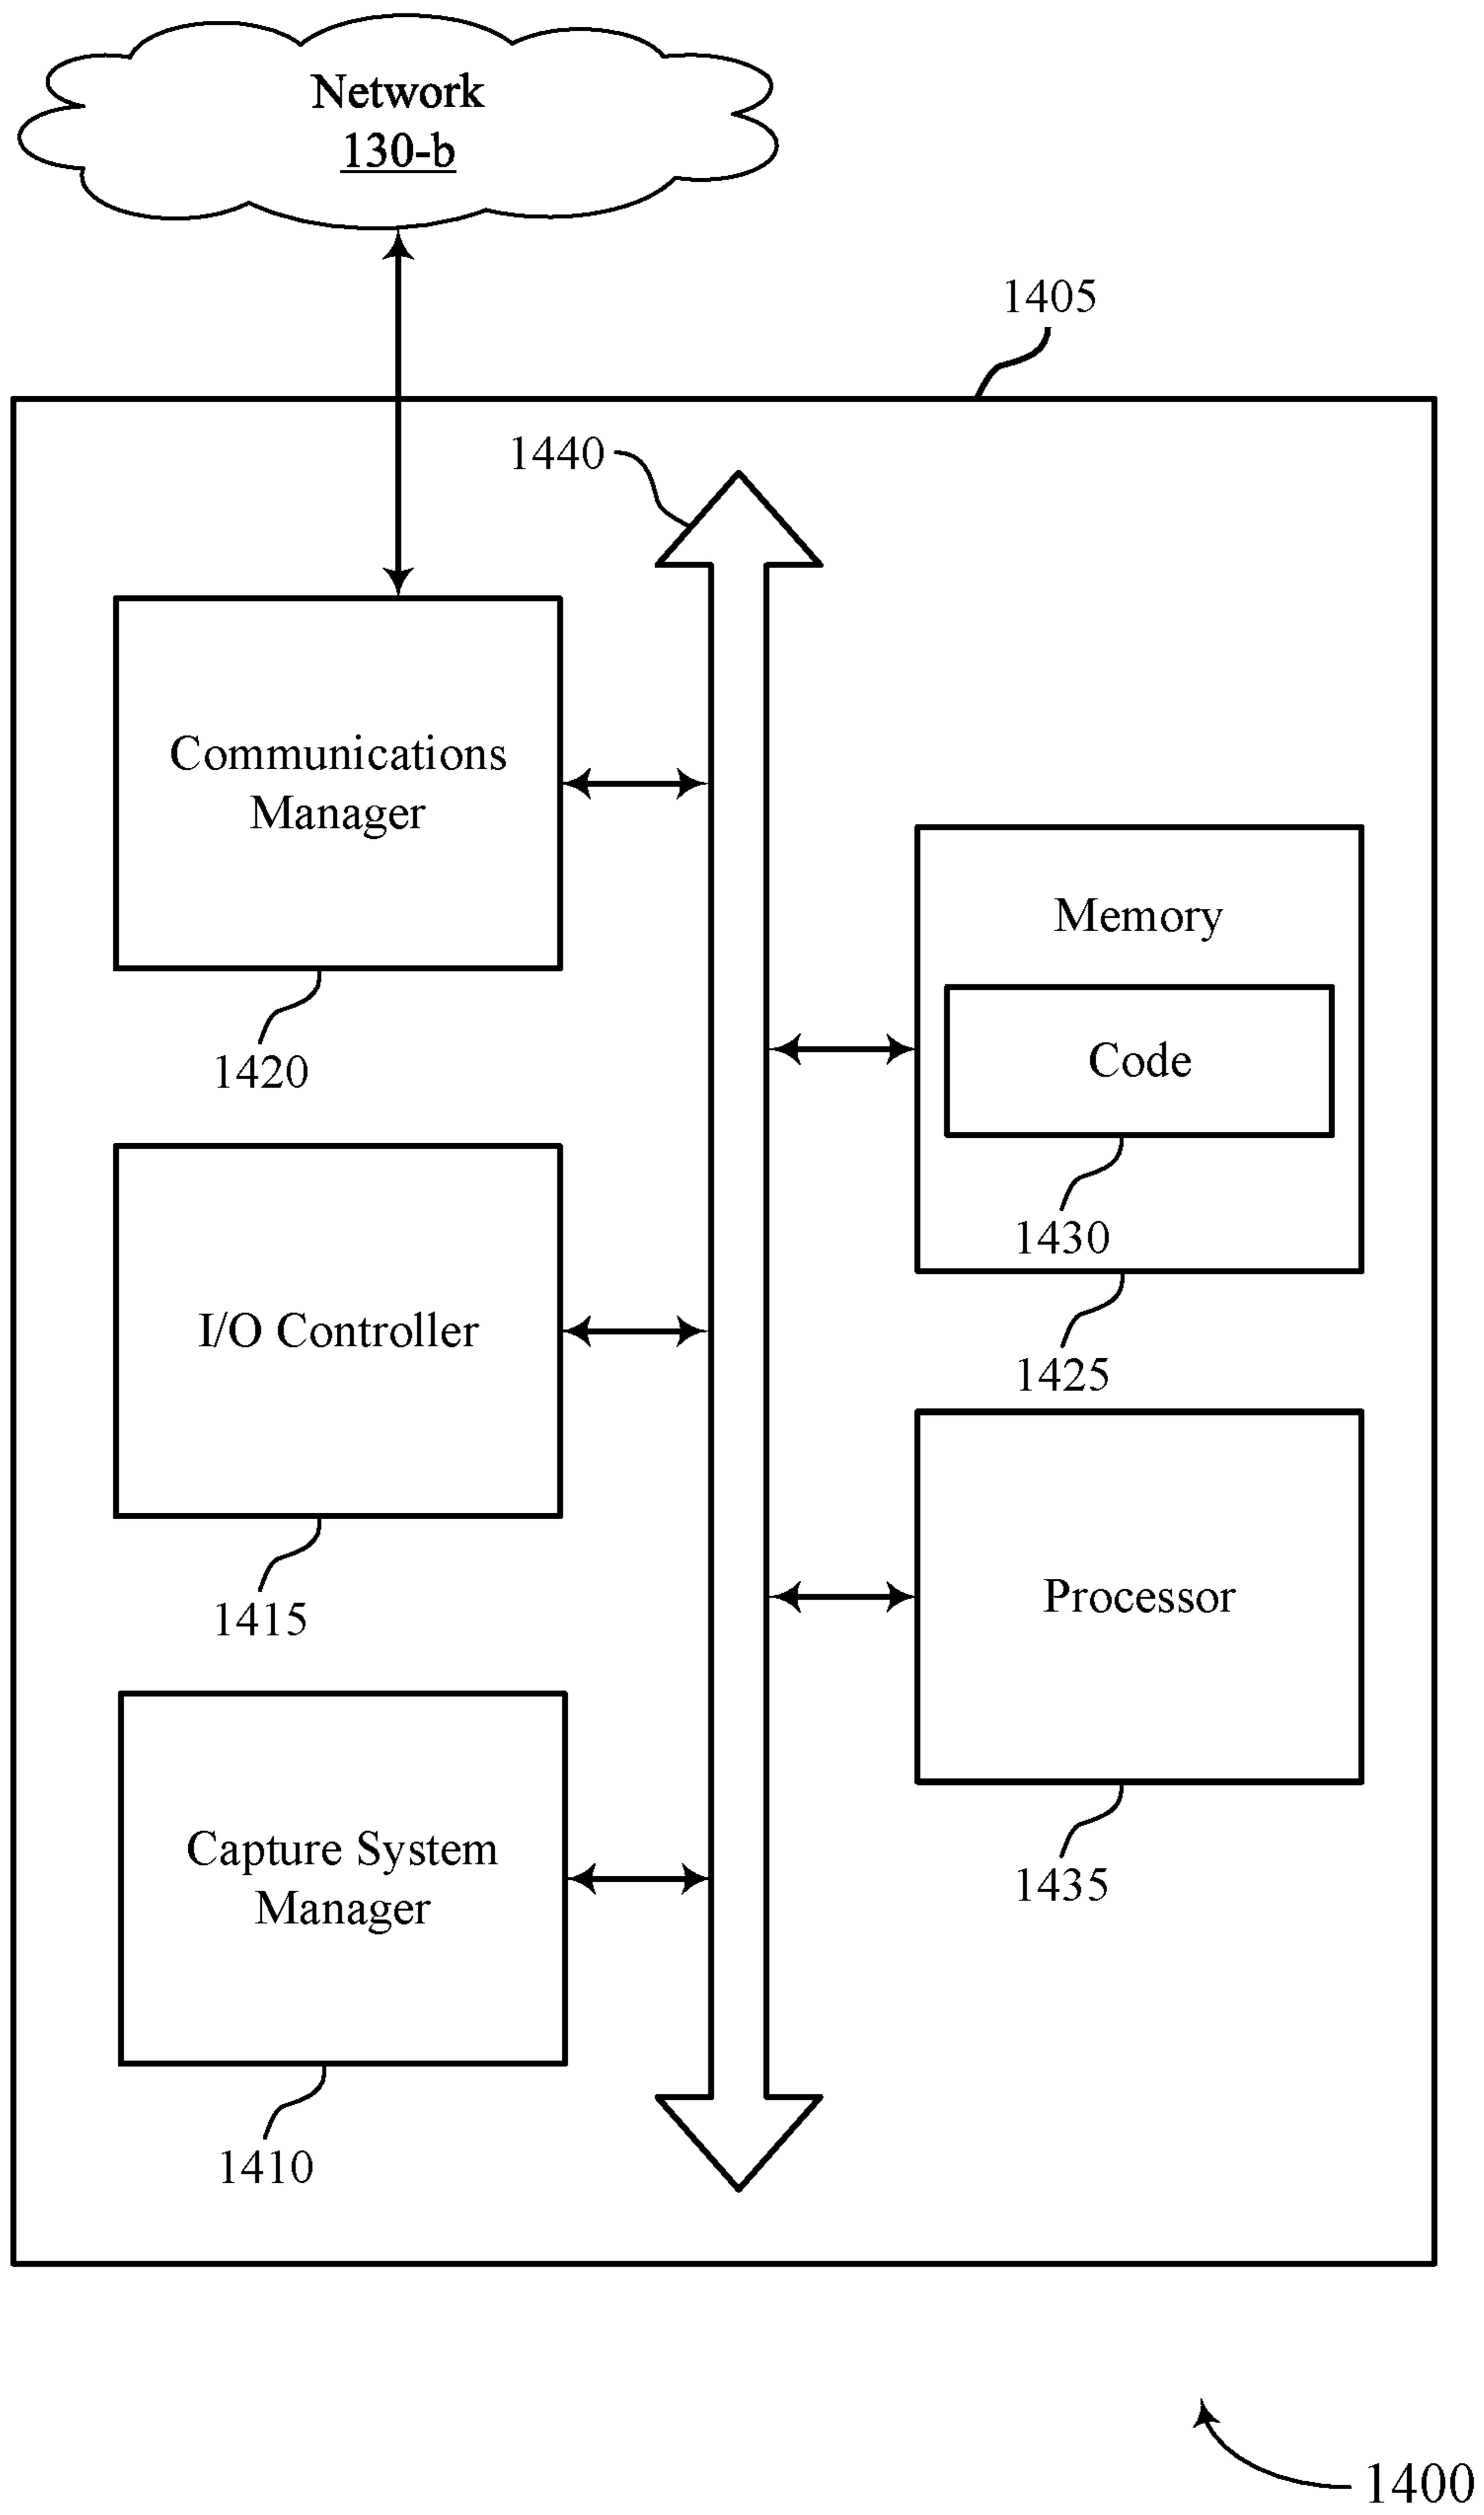 Network
130-b
1405
1440
Communications
Manager
1420
Memory
Code
1430
1425
I/O Controller
1415
Processor
1435
Capture System
Manager
1410
1400